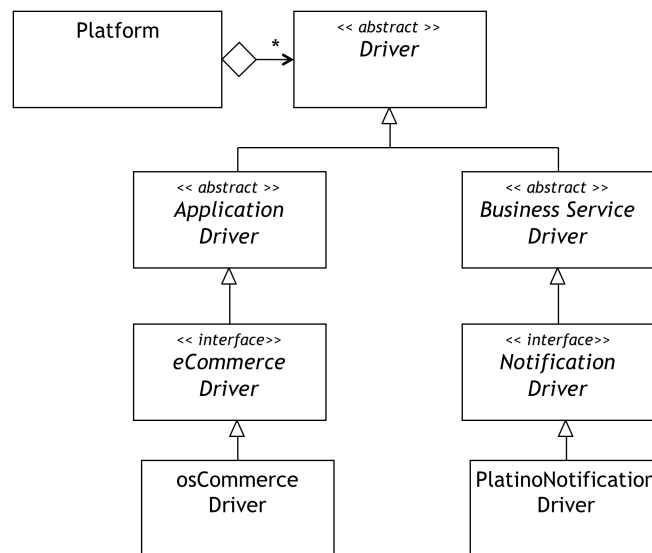 Platform
<< abstract >>
Driver
*
<< abstract >>
Application
Driver
<< abstract >>
Business Service
Driver
<< interface>>
eCommerce
Driver
<< interface>>
Notification
Driver
osCommerce
Driver
PlatinoNotification
Driver